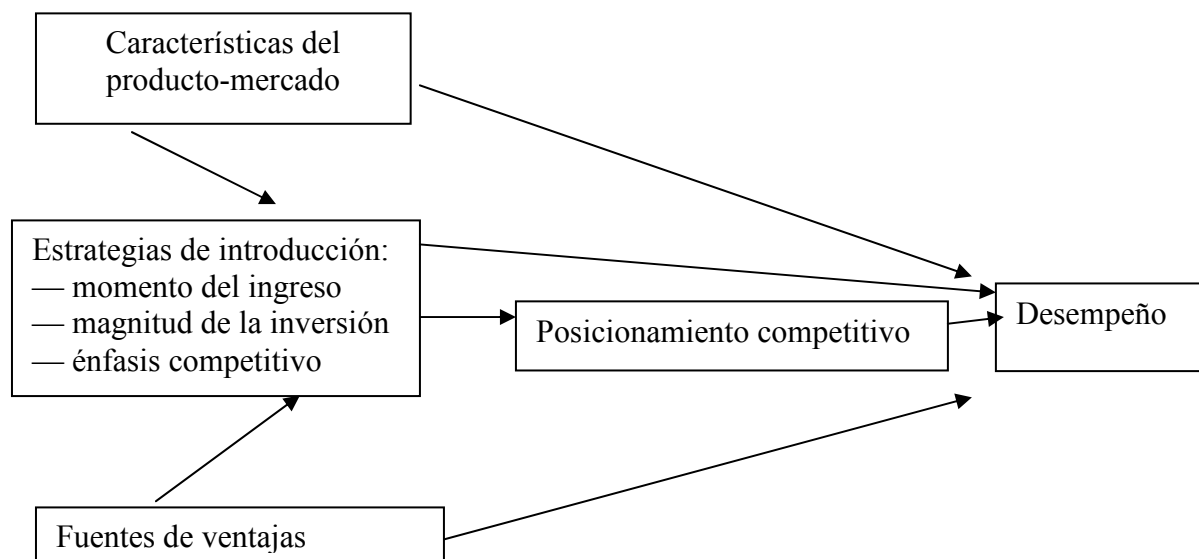 Características del
producto-mercado
Estrategias de introducción:
— momento del ingreso
— magnitud de la inversión
— énfasis competitivo
Posicionamiento competitivo
Desempeño
Fuentes de ventajas